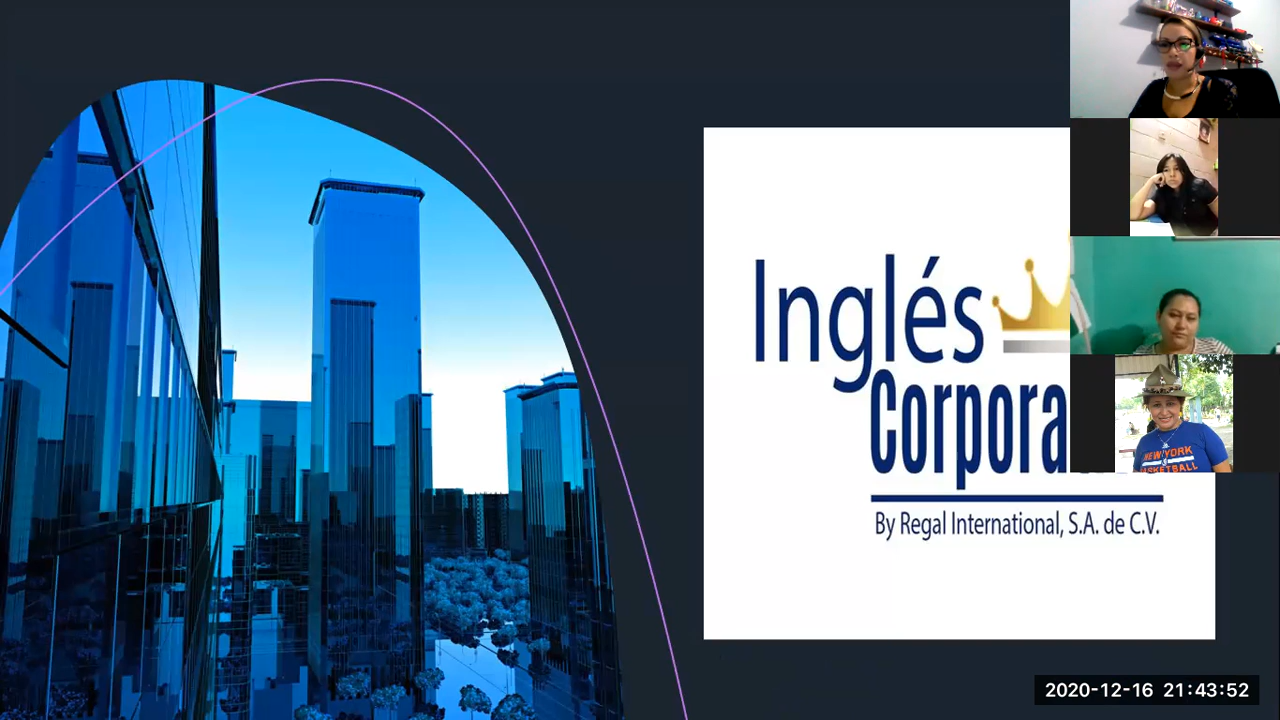 Inglés
Corpora
By Regal International, S.A. de C.V.
NEW YORK
BASKETBALL
2020-12-16 21:43:52